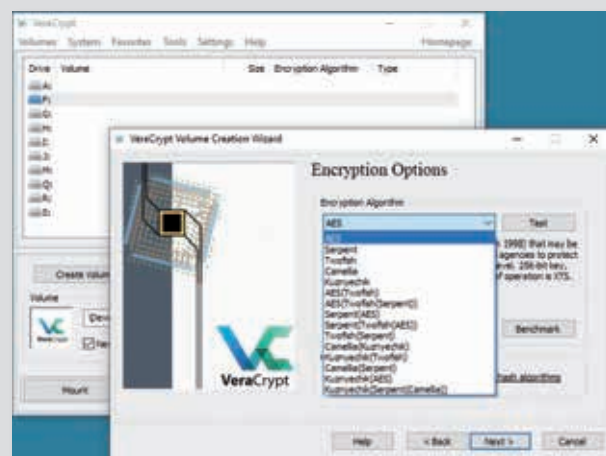 VeraCrypt
Volumes System Favorites Tools Settings Help Homepage
Drive Volume Size Encryption Algorithm Type
A:
F:
G:
H:
I:
J:
M:
Q:
R:
Create Volume
Volume
VeraCrypt
Mount
VeraCrypt Volume Creation Wizard
Encryption Options
Encryption Algorithm
AES Test
AES
Serpent
Twofish
Camellia
Kuznyechik
AES(Twofish)
AES(Twofish(Serpent))
Serpent(AES)
Serpent(Twofish(AES))
Twofish(Serpent)
Camellia(Kuznyechik)
Kuznyechik(Twofish)
Camellia(Serpent)
Kuznyechik(AES)
Kuznyechik(Serpent(Camellia))
1998) that may be
agencies to protect
level. 256-bit key,
of operation is XTS.
Benchmark
hash algorithms
VeraCrypt
Help < Back Next > Cancel